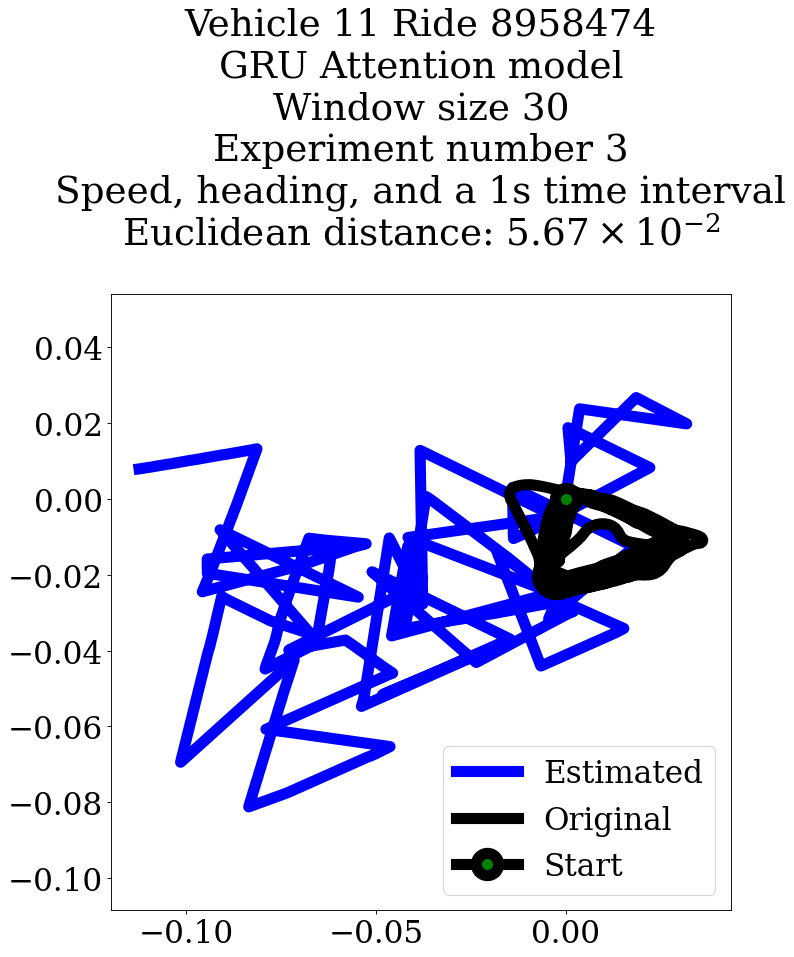 Vehicle 11 Ride 8958474
GRU Attention model
Window size 30
Experiment number 3
Speed, heading, and a 1s time interval
Euclidean distance: 5.67 × 10⁻²
0.04
0.02
0.00
−0.02
−0.04
−0.06
−0.08
−0.10
Estimated
Original
Start
−0.10 −0.05 0.00